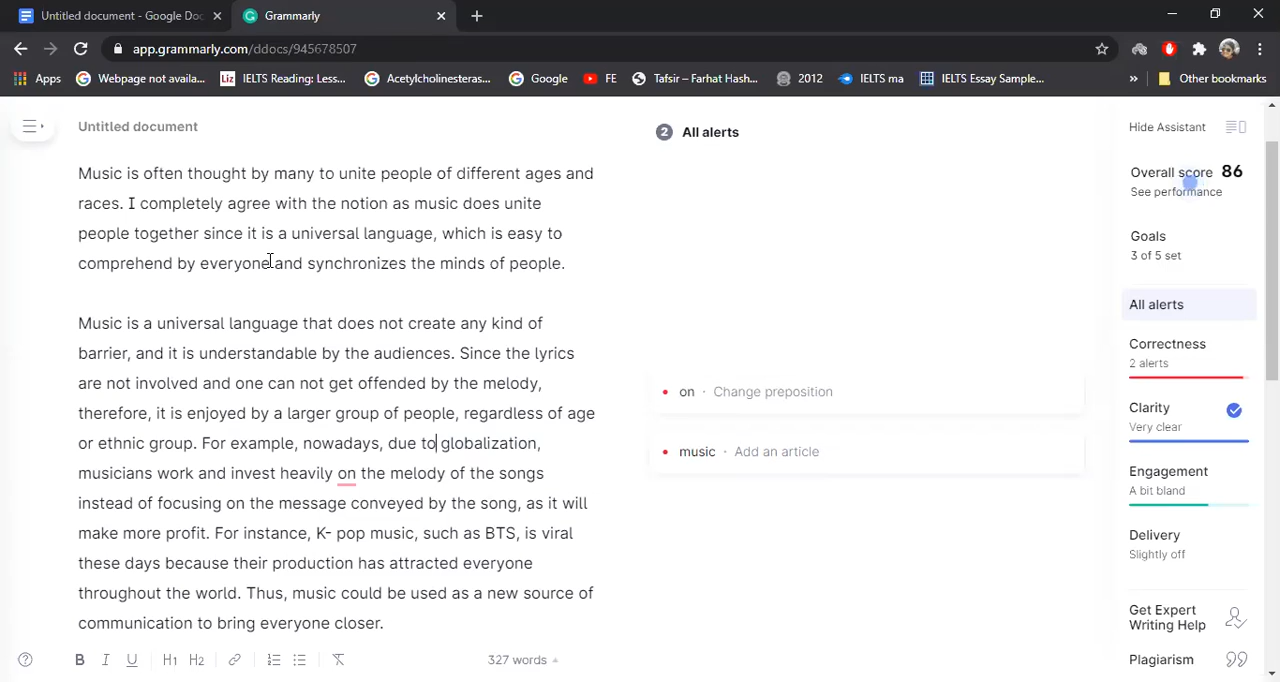 Untitled document - Google Doc
Grammarly
app.grammarly.com/ddocs/945678507
Apps
Webpage not availa...
Liz IELTS Reading: Less...
Acetylcholinesteras...
Google
FE
Tafsir – Farhat Hash...
2012
IELTS ma
IELTS Essay Sample...
»
Other bookmarks
Untitled document
2 All alerts
Hide Assistant
Music is often thought by many to unite people of different ages and
races. I completely agree with the notion as music does unite
people together since it is a universal language, which is easy to
comprehend by everyone and synchronizes the minds of people.
Music is a universal language that does not create any kind of
barrier, and it is understandable by the audiences. Since the lyrics
are not involved and one can not get offended by the melody,
therefore, it is enjoyed by a larger group of people, regardless of age
or ethnic group. For example, nowadays, due to globalization,
musicians work and invest heavily on the melody of the songs
instead of focusing on the message conveyed by the song, as it will
make more profit. For instance, K- pop music, such as BTS, is viral
these days because their production has attracted everyone
throughout the world. Thus, music could be used as a new source of
communication to bring everyone closer.
on · Change preposition
music · Add an article
Overall score 86
See performance
Goals
3 of 5 set
All alerts
Correctness
2 alerts
Clarity
Very clear
Engagement
A bit bland
Delivery
Slightly off
Get Expert
Writing Help
Plagiarism
B I U H1 H2
327 words